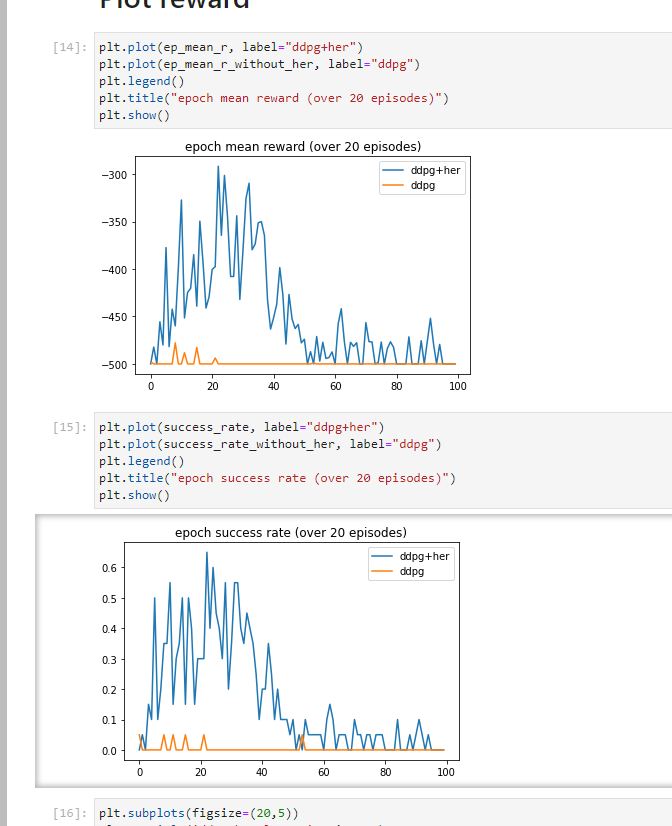 Plot reward
[14]:
plt.plot(ep_mean_r, label="ddpg+her")
plt.plot(ep_mean_r_without_her, label="ddpg")
plt.legend()
plt.title("epoch mean reward (over 20 episodes)")
plt.show()
epoch mean reward (over 20 episodes)
ddpg+her
ddpg
−300
−350
−400
−450
−500
0 20 40 60 80 100
[15]:
plt.plot(success_rate, label="ddpg+her")
plt.plot(success_rate_without_her, label="ddpg")
plt.legend()
plt.title("epoch success rate (over 20 episodes)")
plt.show()
epoch success rate (over 20 episodes)
ddpg+her
ddpg
0.6
0.5
0.4
0.3
0.2
0.1
0.0
0 20 40 60 80 100
[16]:
plt.subplots(figsize=(20,5))